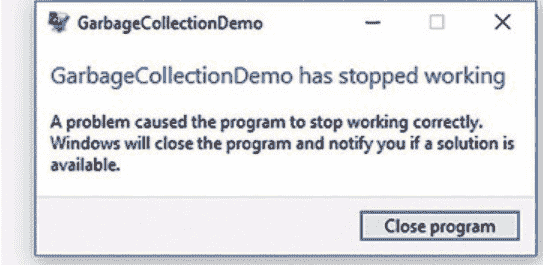 GarbageCollectionDemo
GarbageCollectionDemo has stopped working
A problem caused the program to stop working correctly.
Windows will close the program and notify you if a solution is
available.
Close program